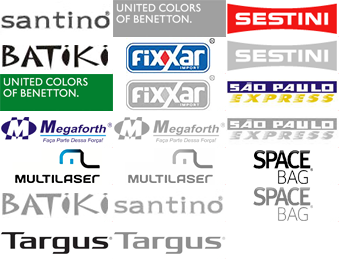 santino®
UNITED COLORS
OF BENETTON.
SESTINI
BATiKi
fixxar®
IMPORT
SESTINI
UNITED COLORS
OF BENETTON.
fixxar®
IMPORT
SÃO PAULO
EXPRESS
Megaforth®
Faça Parte Dessa Força!
Megaforth®
Faça Parte Dessa Força!
SÃO PAULO
EXPRESS
MULTILASER
MULTILASER
SPACE
BAG®
BATiKi
santino®
SPACE
BAG®
Targus®
Targus®